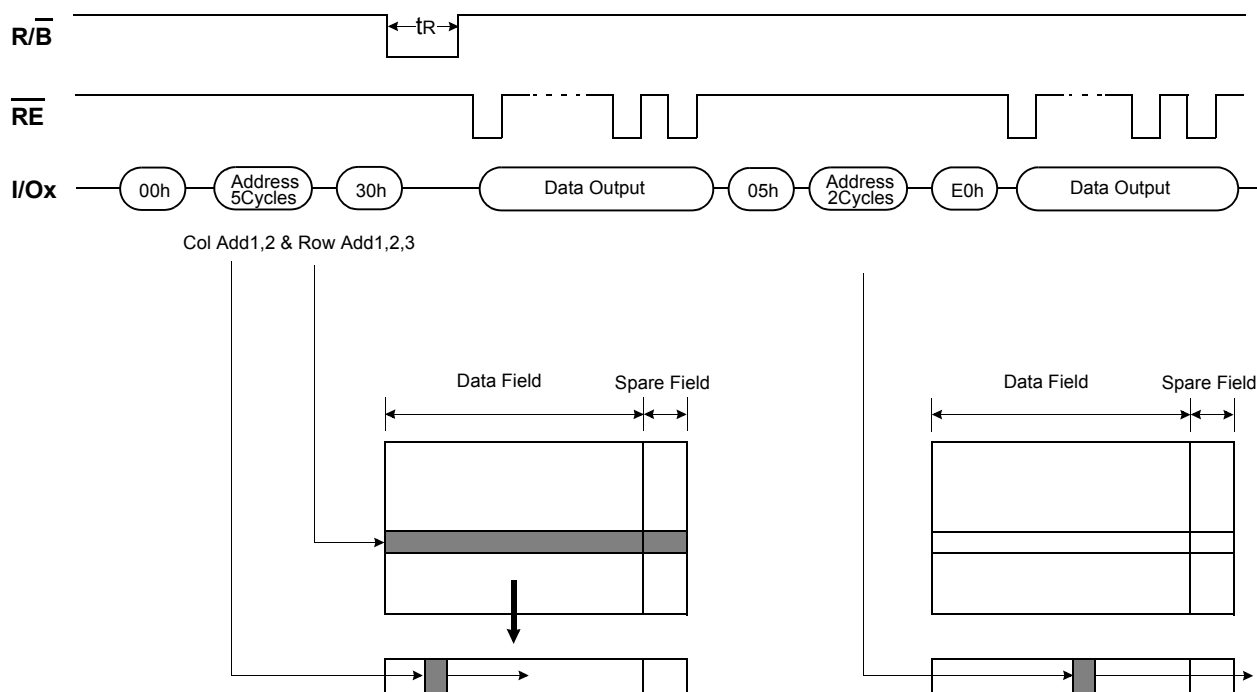 R/B tR
RE
I/Ox 00h Address 5Cycles 30h Data Output 05h Address 2Cycles E0h Data Output
Col Add1,2 & Row Add1,2,3
Data Field Spare Field Data Field Spare Field